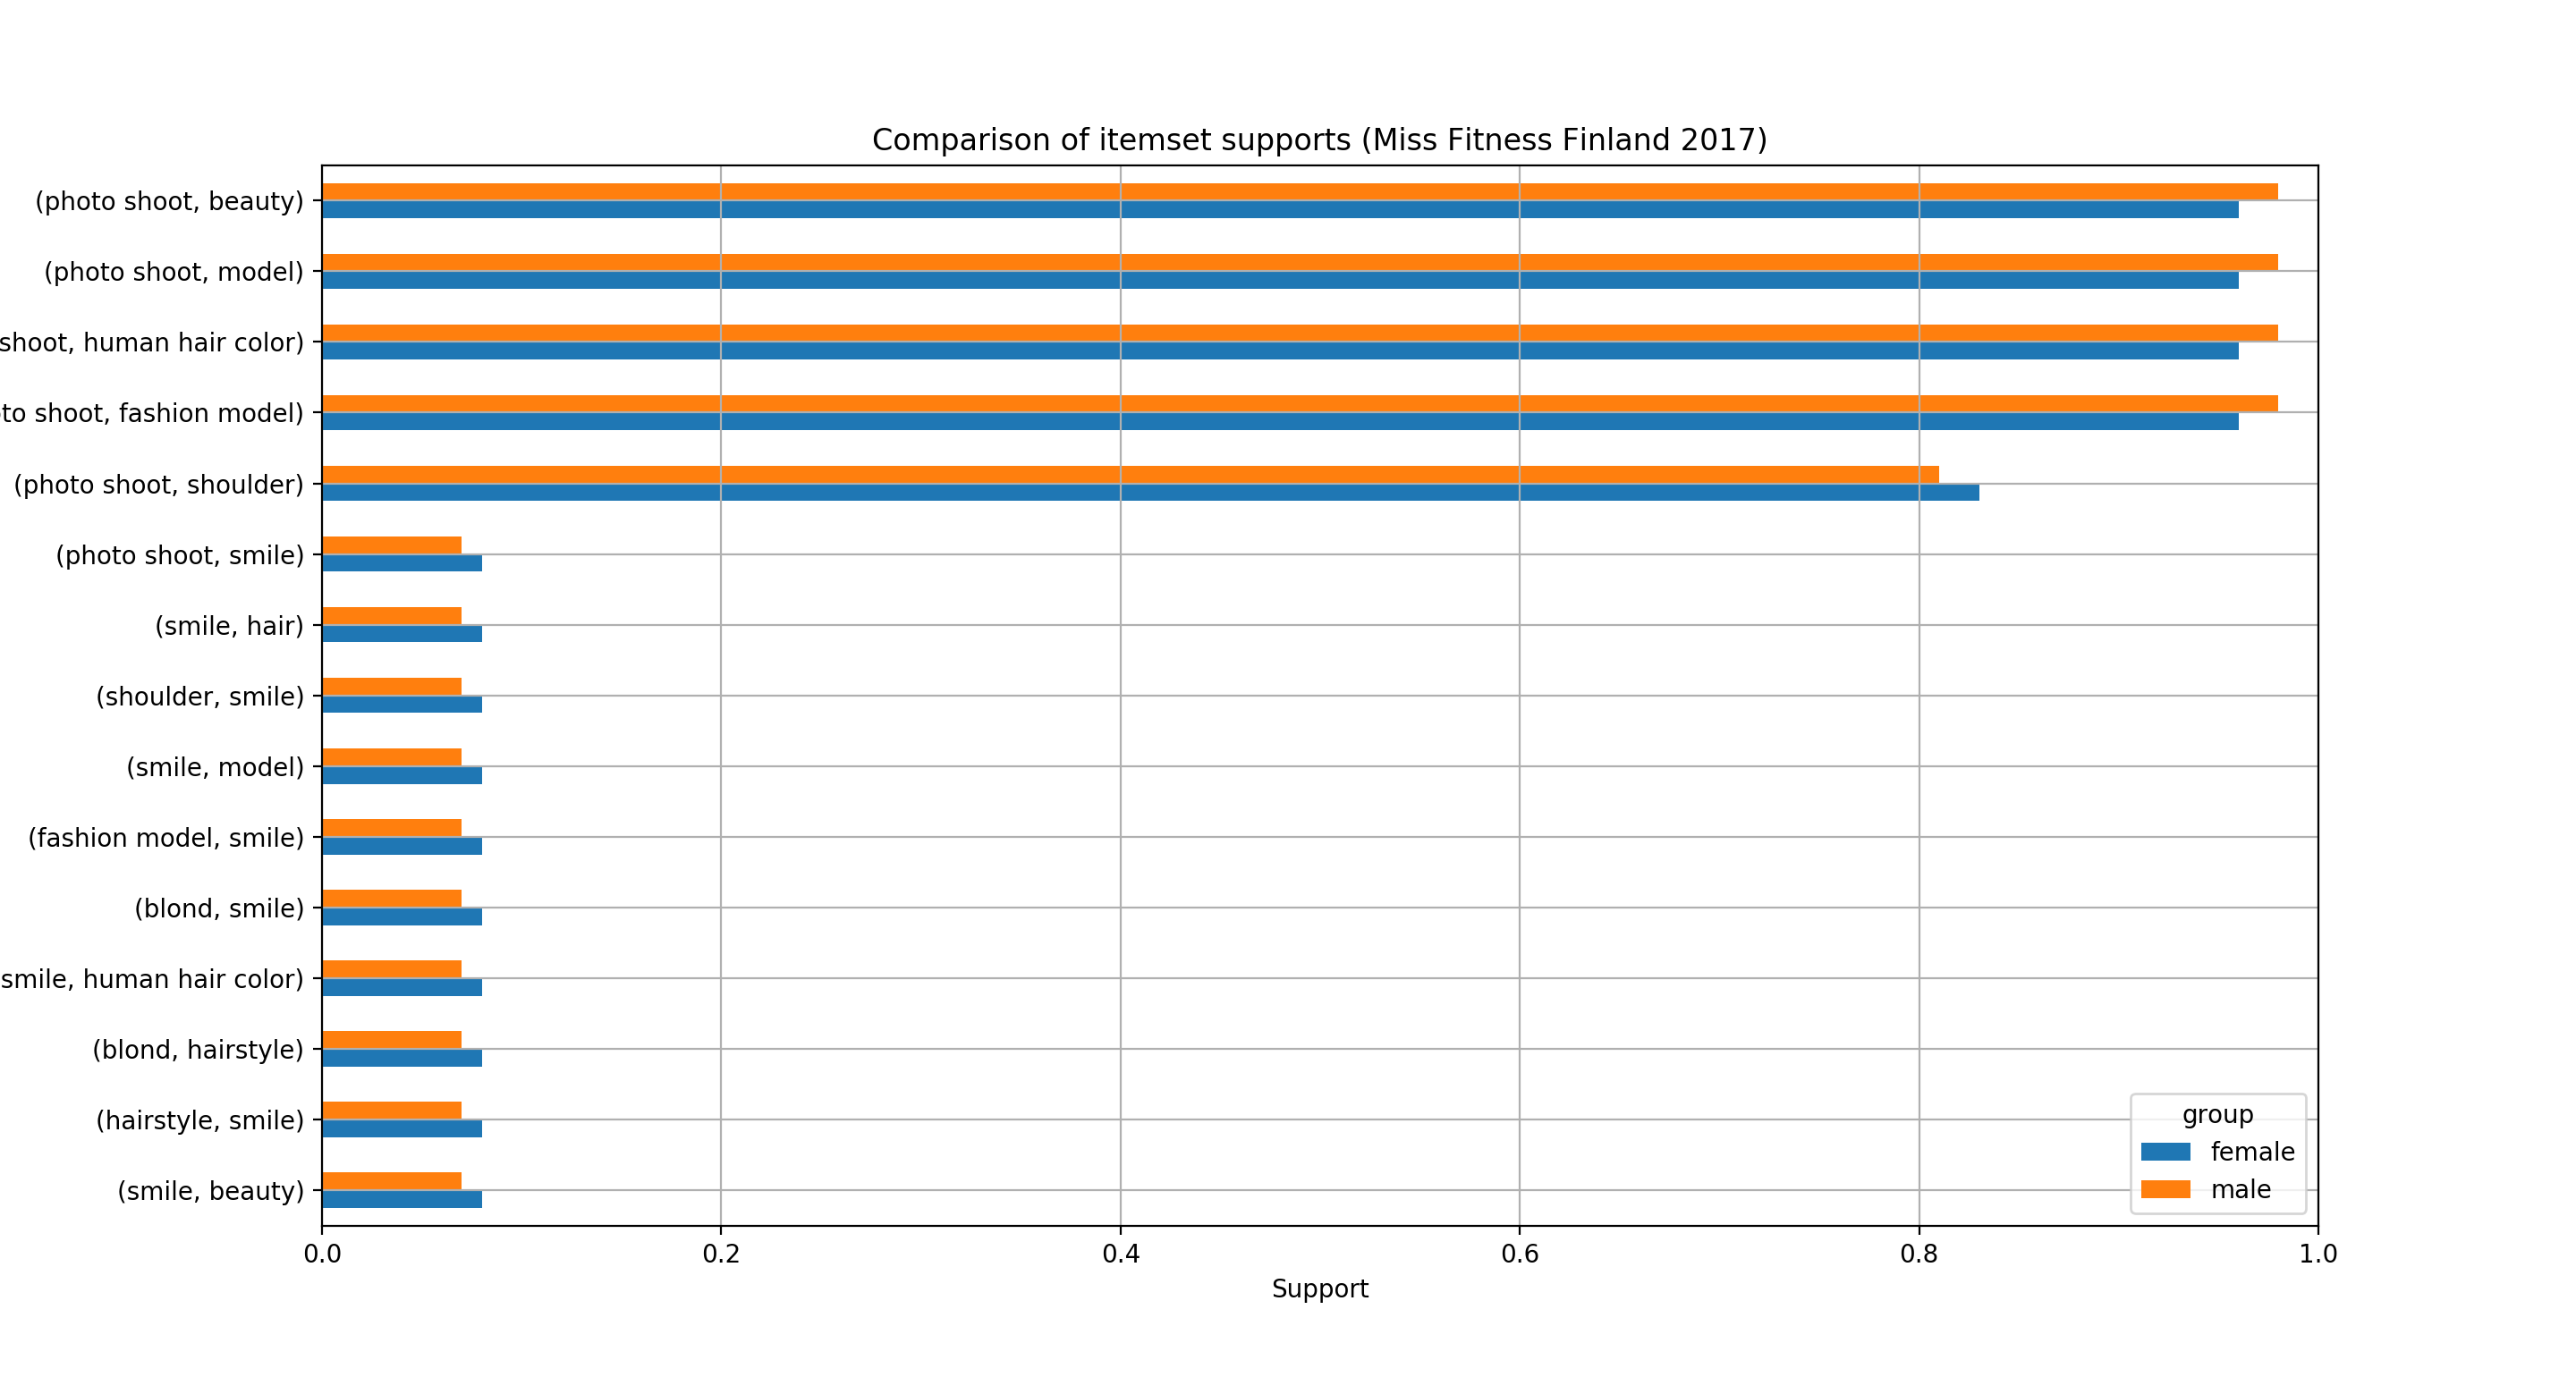 Comparison of itemset supports (Miss Fitness Finland 2017)
(photo shoot, beauty)
(photo shoot, model)
shoot, human hair color)
to shoot, fashion model)
(photo shoot, shoulder)
(photo shoot, smile)
(smile, hair)
(shoulder, smile)
(smile, model)
(fashion model, smile)
(blond, smile)
smile, human hair color)
(blond, hairstyle)
(hairstyle, smile)
(smile, beauty)
group
female
male
0.0 0.2 0.4 0.6 0.8 1.0
Support